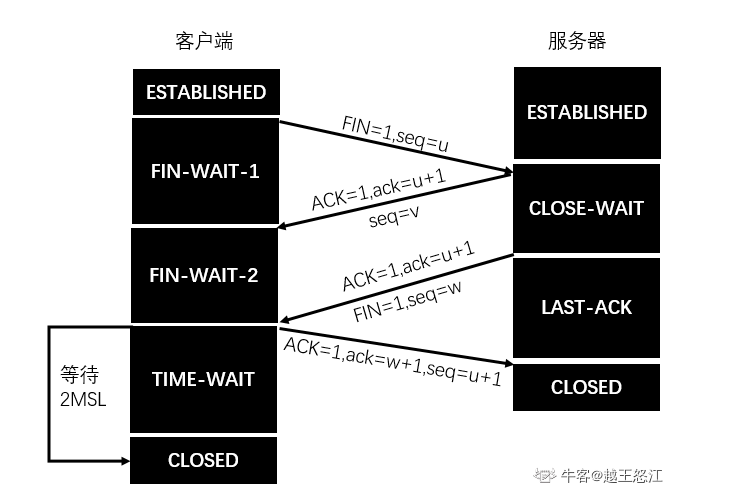 客户端
服务器
ESTABLISHED
ESTABLISHED
FIN=1,seq=u
FIN-WAIT-1
ACK=1,ack=u+1
seq=v
CLOSE-WAIT
FIN-WAIT-2
ACK=1,ack=u+1
FIN=1,seq=w
LAST-ACK
ACK=1,ack=w+1,seq=u+1
等待
2MSL
TIME-WAIT
CLOSED
CLOSED
牛客@越王怒江